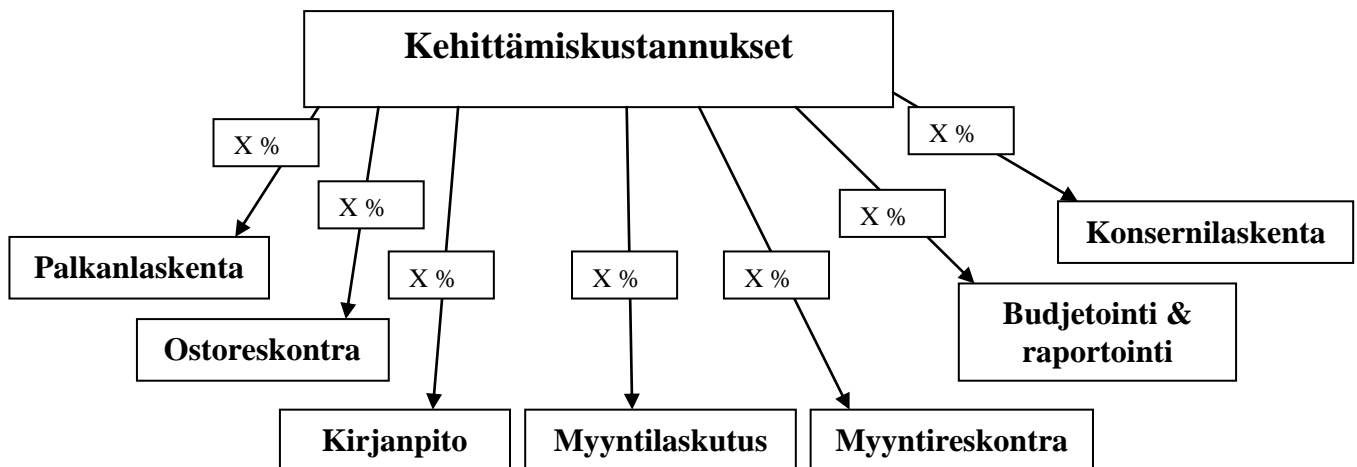 Kehittämiskustannukset
X %
X %
X %
X %
X %
X %
X %
Palkanlaskenta
Ostoreskontra
Kirjanpito
Myyntilaskutus
Myyntireskontra
Budjetointi &
raportointi
Konsernilaskenta